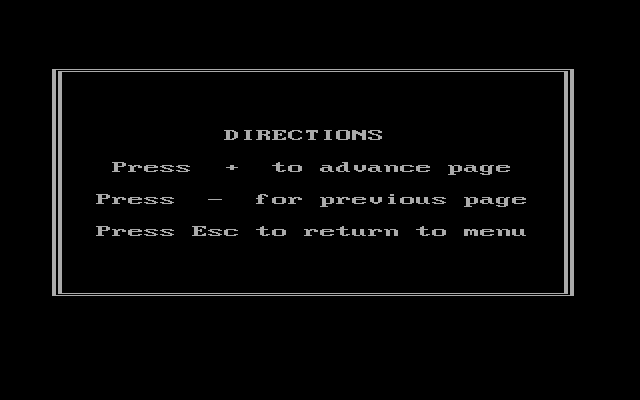 DIRECTIONS
Press + to advance page
Press - for previous page
Press Esc to return to menu